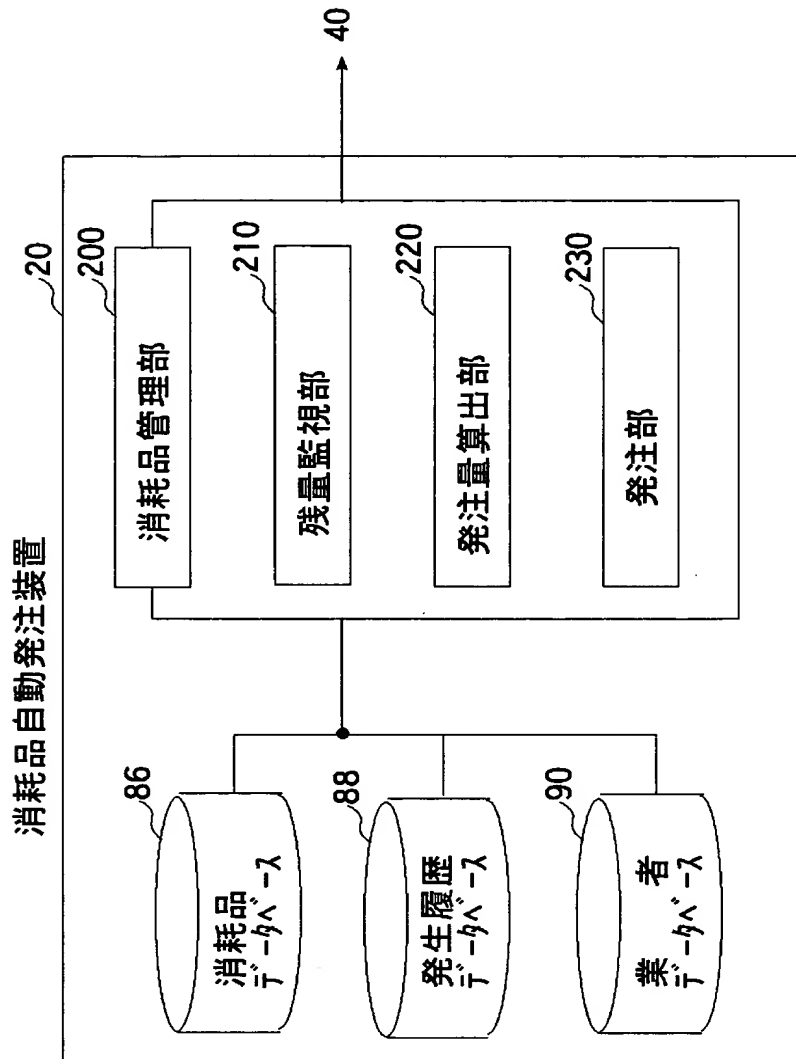 消耗品自動発注装置
20
86
消耗品
データベース
88
発生履歴
データベース
90
業者
データベース
消耗品管理部
200
残量監視部
210
発注量算出部
220
発注部
230
40